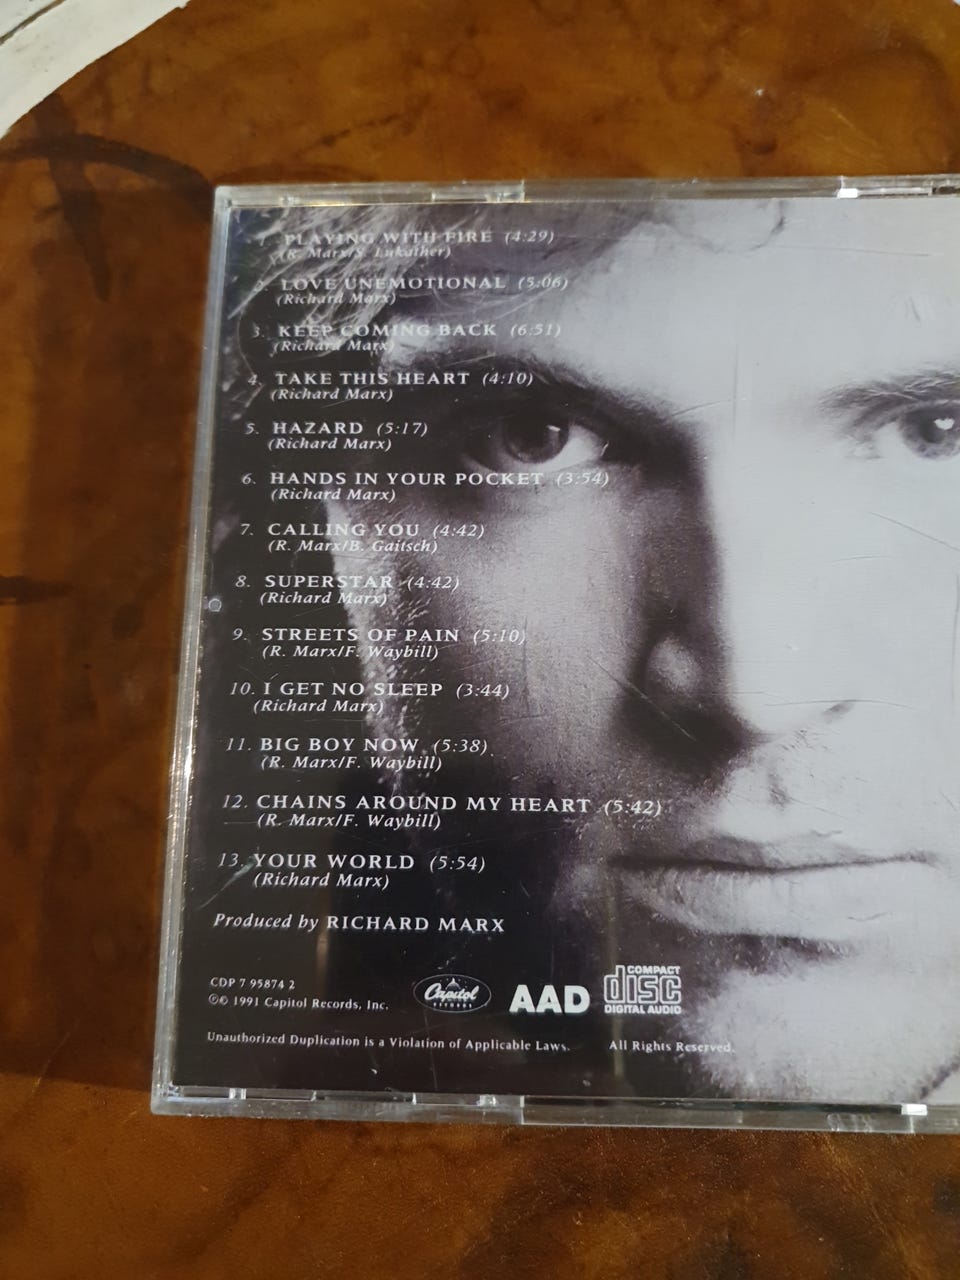 1. PLAYING WITH FIRE (4:29)
(R. Marx/S. Lukather)
2. LOVE UNEMOTIONAL (5:06)
(Richard Marx)
3. KEEP COMING BACK (6:51)
(Richard Marx)
4. TAKE THIS HEART (4:10)
(Richard Marx)
5. HAZARD (5:17)
(Richard Marx)
6. HANDS IN YOUR POCKET (3:54)
(Richard Marx)
7. CALLING YOU (4:42)
(R. Marx/B. Gaitsch)
8. SUPERSTAR (4:42)
(Richard Marx)
9. STREETS OF PAIN (5:10)
(R. Marx/F. Waybill)
10. I GET NO SLEEP (3:44)
(Richard Marx)
11. BIG BOY NOW (5:38)
(R. Marx/F. Waybill)
12. CHAINS AROUND MY HEART (5:42)
(R. Marx/F. Waybill)
13. YOUR WORLD (5:54)
(Richard Marx)
Produced by RICHARD MARX
CDP 7 95874 2
℗© 1991 Capitol Records, Inc.
Capitol
RECORDS
AAD
COMPACT
disc
DIGITAL AUDIO
Unauthorized Duplication is a Violation of Applicable Laws. All Rights Reserved.